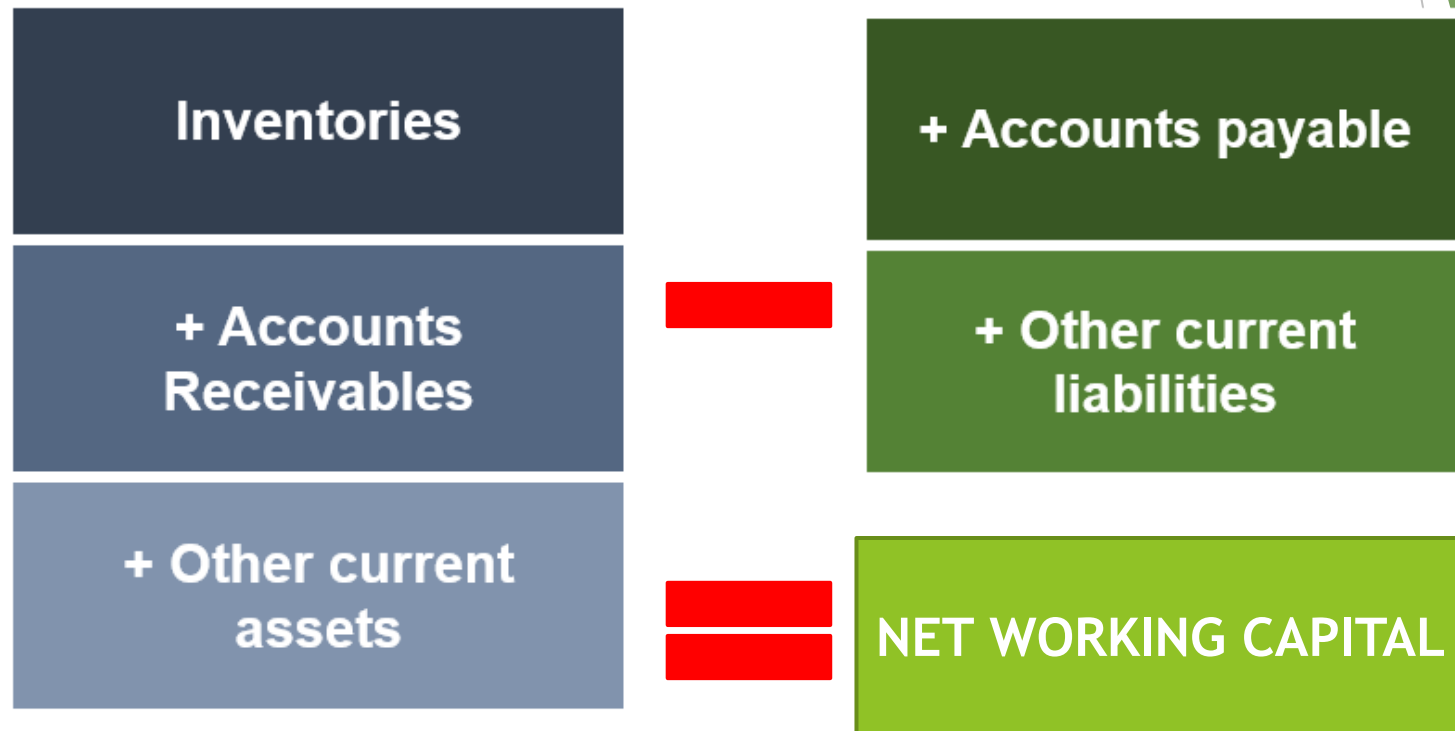 Inventories
+ Accounts
Receivables
+ Other current
assets
+ Accounts payable
+ Other current
liabilities
NET WORKING CAPITAL